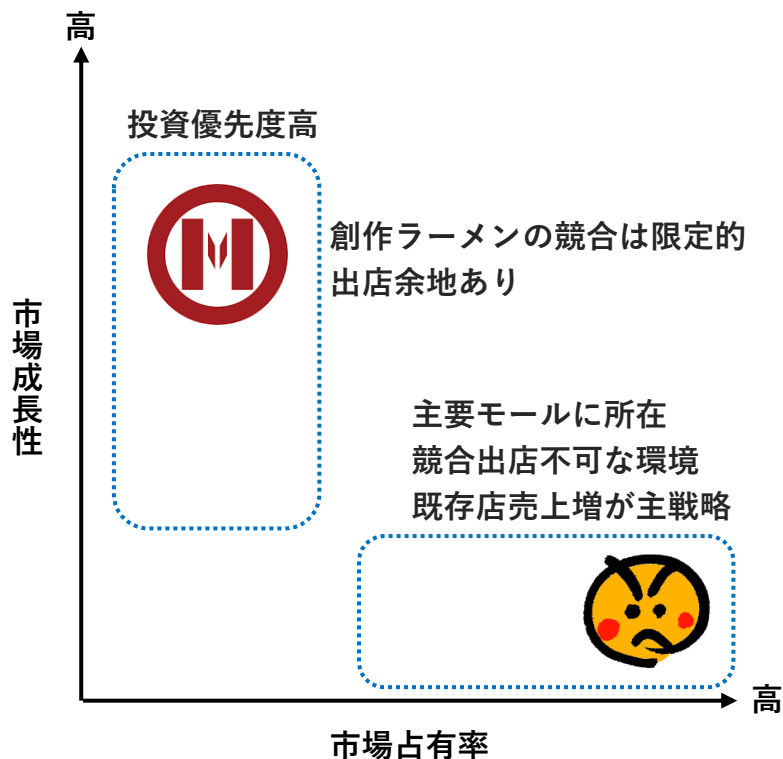 高
投資優先度高
創作ラーメンの競合は限定的
出店余地あり
市場成長性
主要モールに所在
競合出店不可な環境
既存店売上増が主戦略
高
市場占有率